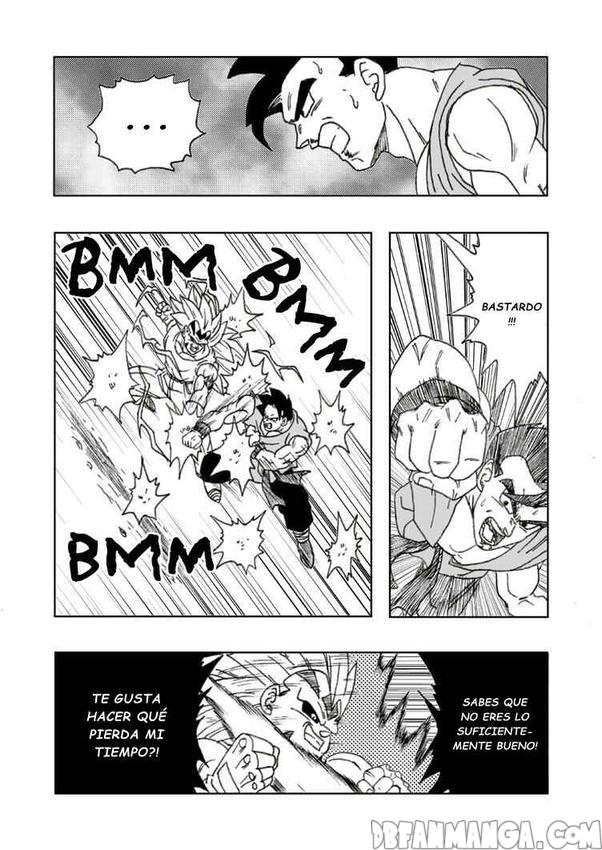 ...
BASTARDO
!!!
BMM
BMM
BMM
SABES QUE
NO ERES LO
SUFICIENTE-
MENTE BUENO!
TE GUSTA
HACER QUÉ
PIERDA MI
TIEMPO?!
DBFANMANGA.COM